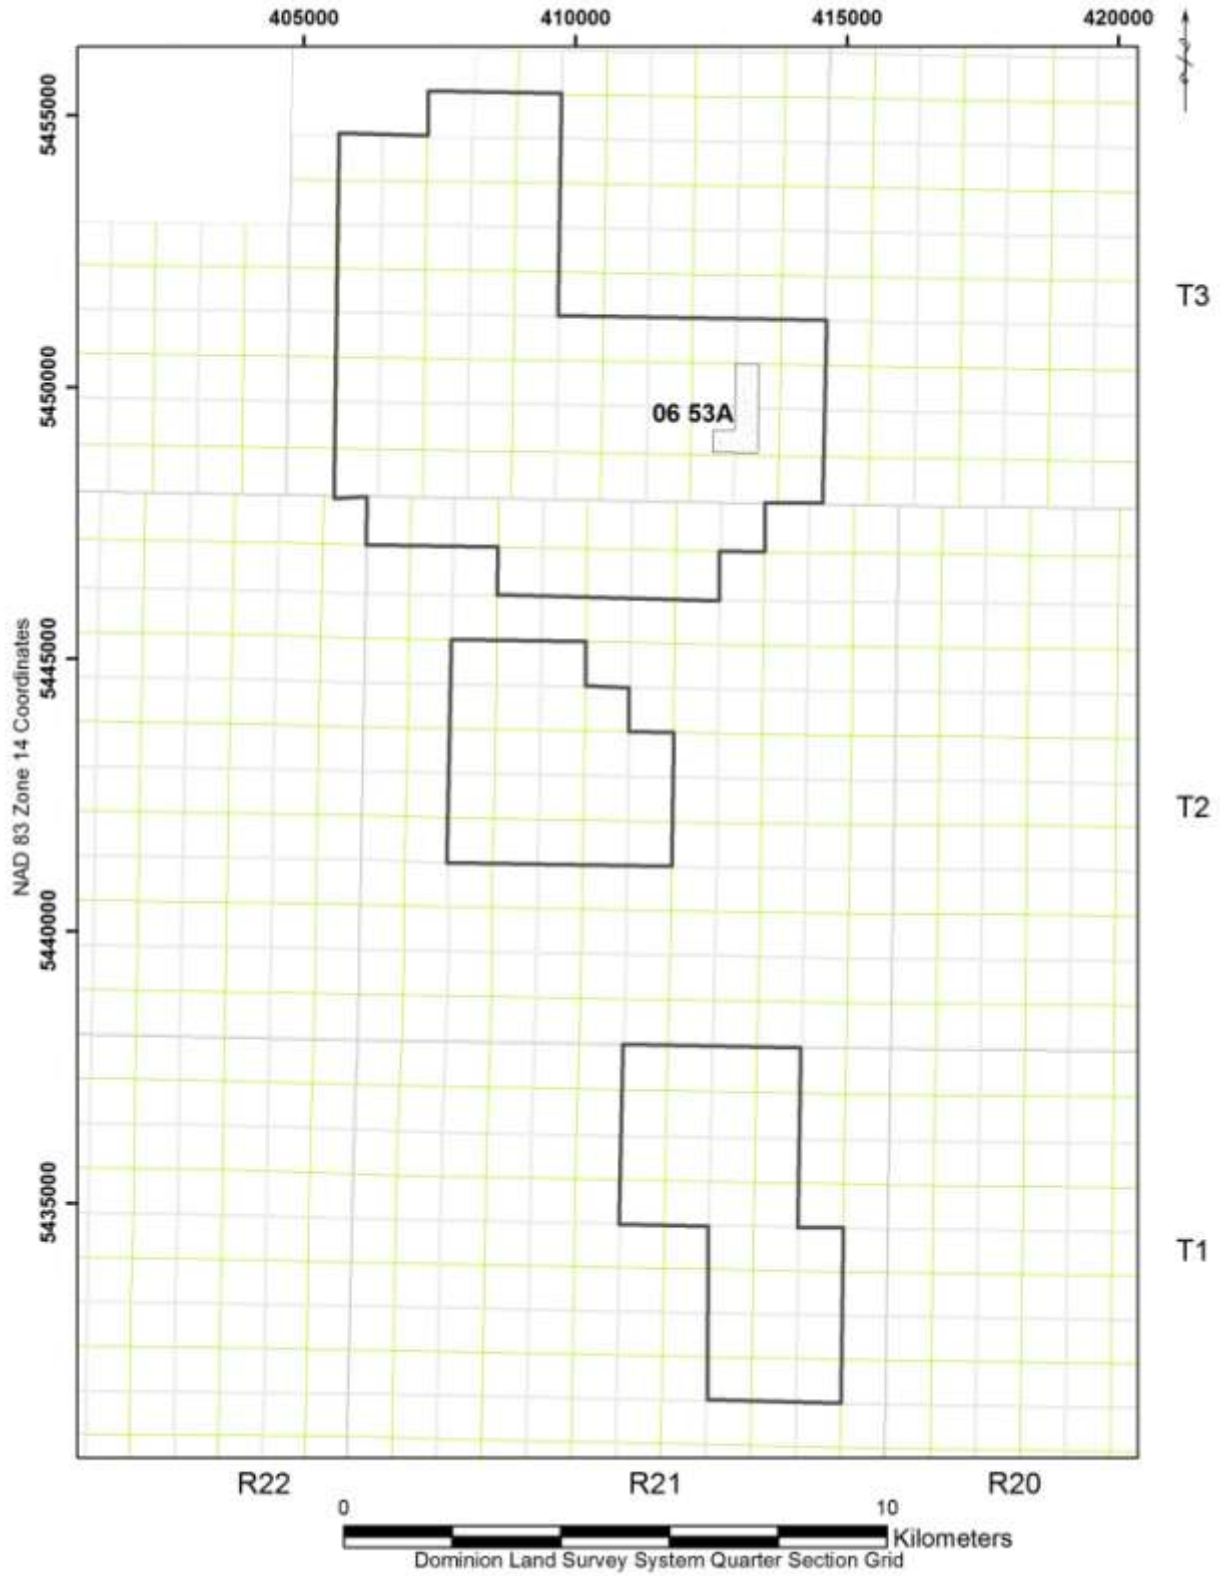 405000 410000 415000 420000
5455000
T3
5450000
06 53A
5445000
NAD 83 Zone 14 Coordinates
T2
5440000
5435000
T1
R22 R21 R20
0 10
Kilometers
Dominion Land Survey System Quarter Section Grid